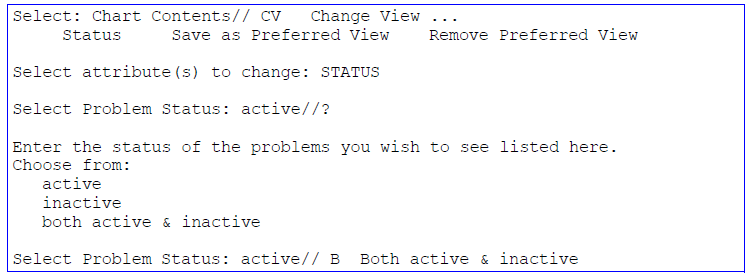 Select: Chart Contents// CV   Change View ...
     Status     Save as Preferred View    Remove Preferred View
Select attribute(s) to change: STATUS
Select Problem Status: active//?
Enter the status of the problems you wish to see listed here.
Choose from:
   active
   inactive
   both active & inactive
Select Problem Status: active// B  Both active & inactive